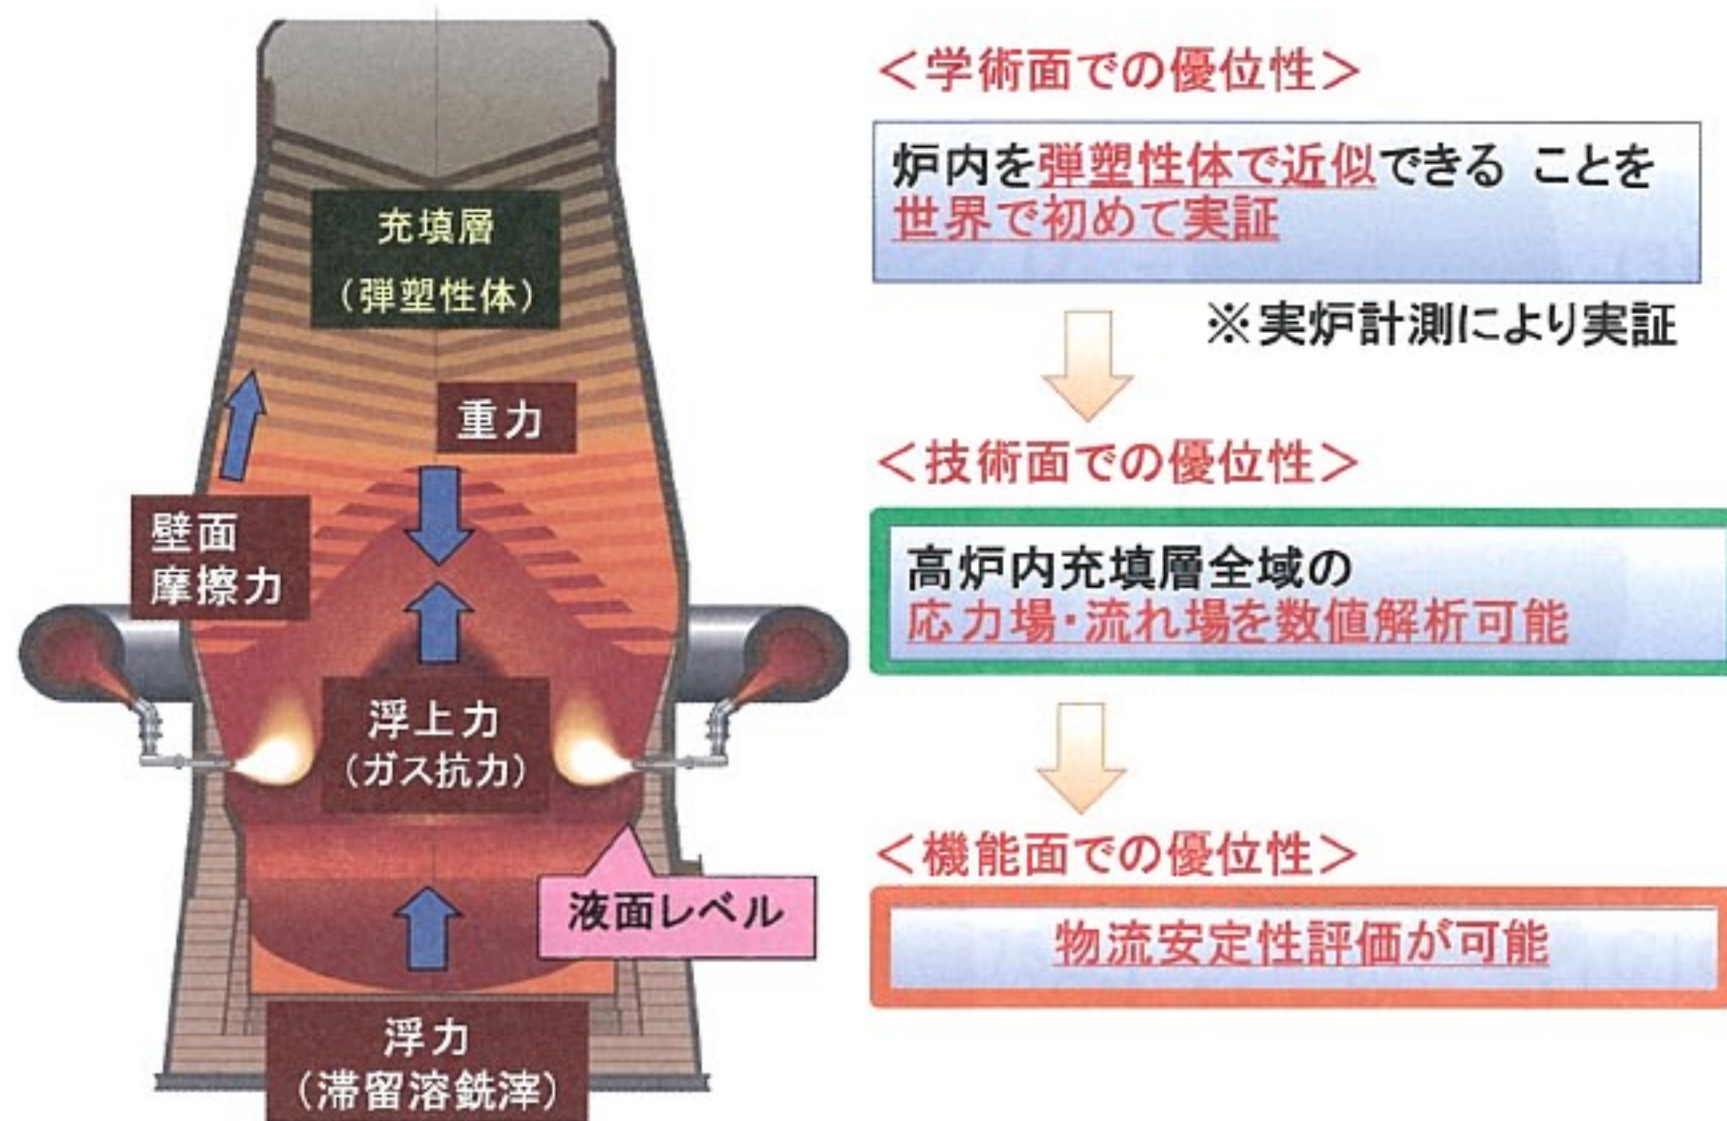 充填層
（弾塑性体）
重力
壁面
摩擦力
浮上力
（ガス抗力）
液面レベル
浮力
（滞留溶銑滓）
＜学術面での優位性＞
炉内を弾塑性体で近似できる ことを
世界で初めて実証
※実炉計測により実証
＜技術面での優位性＞
高炉内充填層全域の
応力場・流れ場を数値解析可能
＜機能面での優位性＞
物流安定性評価が可能